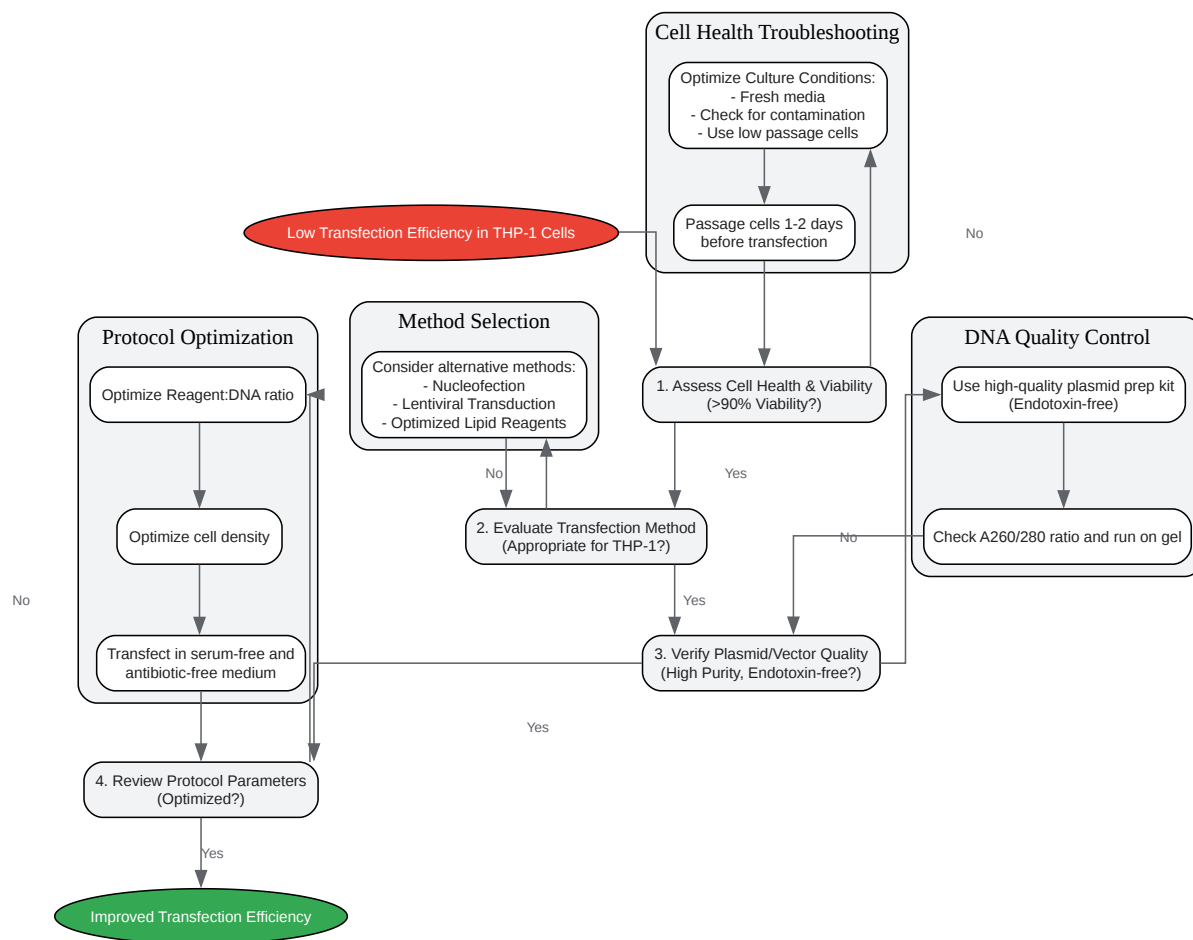 Cell Health Troubleshooting
Optimize Culture Conditions:
- Fresh media
- Check for contamination
- Use low passage cells
Passage cells 1-2 days
before transfection
Low Transfection Efficiency in THP-1 Cells
No
Protocol Optimization
Optimize Reagent:DNA ratio
Optimize cell density
Transfect in serum-free and
antibiotic-free medium
Method Selection
Consider alternative methods:
- Nucleofection
- Lentiviral Transduction
- Optimized Lipid Reagents
1. Assess Cell Health & Viability
(>90% Viability?)
DNA Quality Control
Use high-quality plasmid prep kit
(Endotoxin-free)
Check A260/280 ratio and run on gel
No
Yes
2. Evaluate Transfection Method
(Appropriate for THP-1?)
No
Yes
No
3. Verify Plasmid/Vector Quality
(High Purity, Endotoxin-free?)
Yes
4. Review Protocol Parameters
(Optimized?)
Yes
Improved Transfection Efficiency